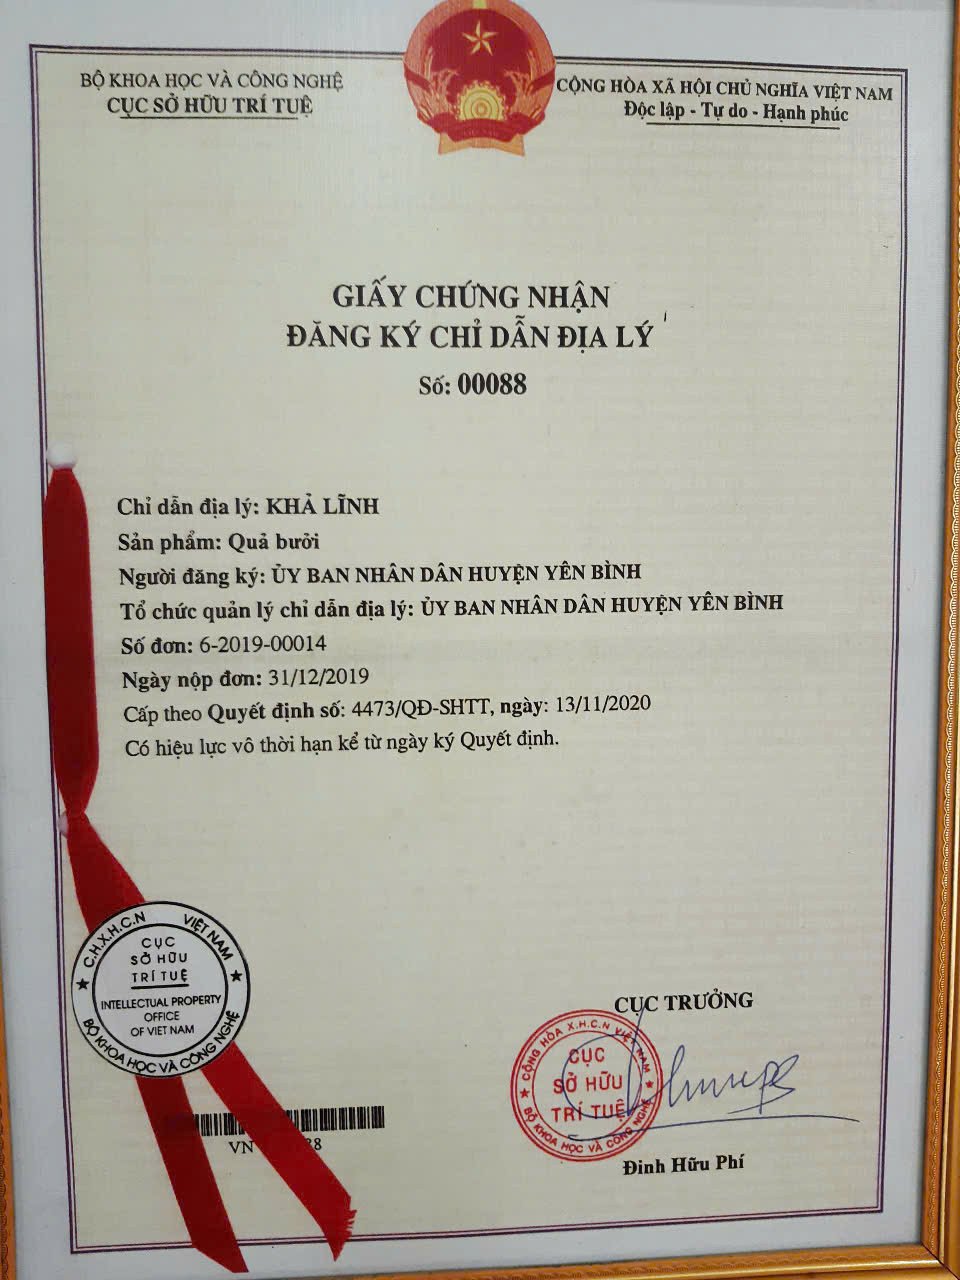 BỘ KHOA HỌC VÀ CÔNG NGHỆ
CỤC SỞ HỮU TRÍ TUỆ
CỘNG HÒA XÃ HỘI CHỦ NGHĨA VIỆT NAM
Độc lập - Tự do - Hạnh phúc
GIẤY CHỨNG NHẬN
ĐĂNG KÝ CHỈ DẪN ĐỊA LÝ
Số: 00088
Chỉ dẫn địa lý: KHẢ LĨNH
Sản phẩm: Quả bưởi
Người đăng ký: ỦY BAN NHÂN DÂN HUYỆN YÊN BÌNH
Tổ chức quản lý chỉ dẫn địa lý: ỦY BAN NHÂN DÂN HUYỆN YÊN BÌNH
Số đơn: 6-2019-00014
Ngày nộp đơn: 31/12/2019
Cấp theo Quyết định số: 4473/QĐ-SHTT, ngày: 13/11/2020
Có hiệu lực vô thời hạn kể từ ngày ký Quyết định.
C.H.X.H.C.N VIỆT NAM
CỤC
SỞ HỮU
TRÍ TUỆ
INTELLECTUAL PROPERTY
OFFICE
OF VIET NAM
BỘ KHOA HỌC VÀ CÔNG NGHỆ
VN
CỤC TRƯỞNG
CỘNG HÒA X.H.C.N VIỆT NAM
CỤC
SỞ HỮU
TRÍ TUỆ
BỘ KHOA HỌC VÀ CÔNG NGHỆ
Đinh Hữu Phí